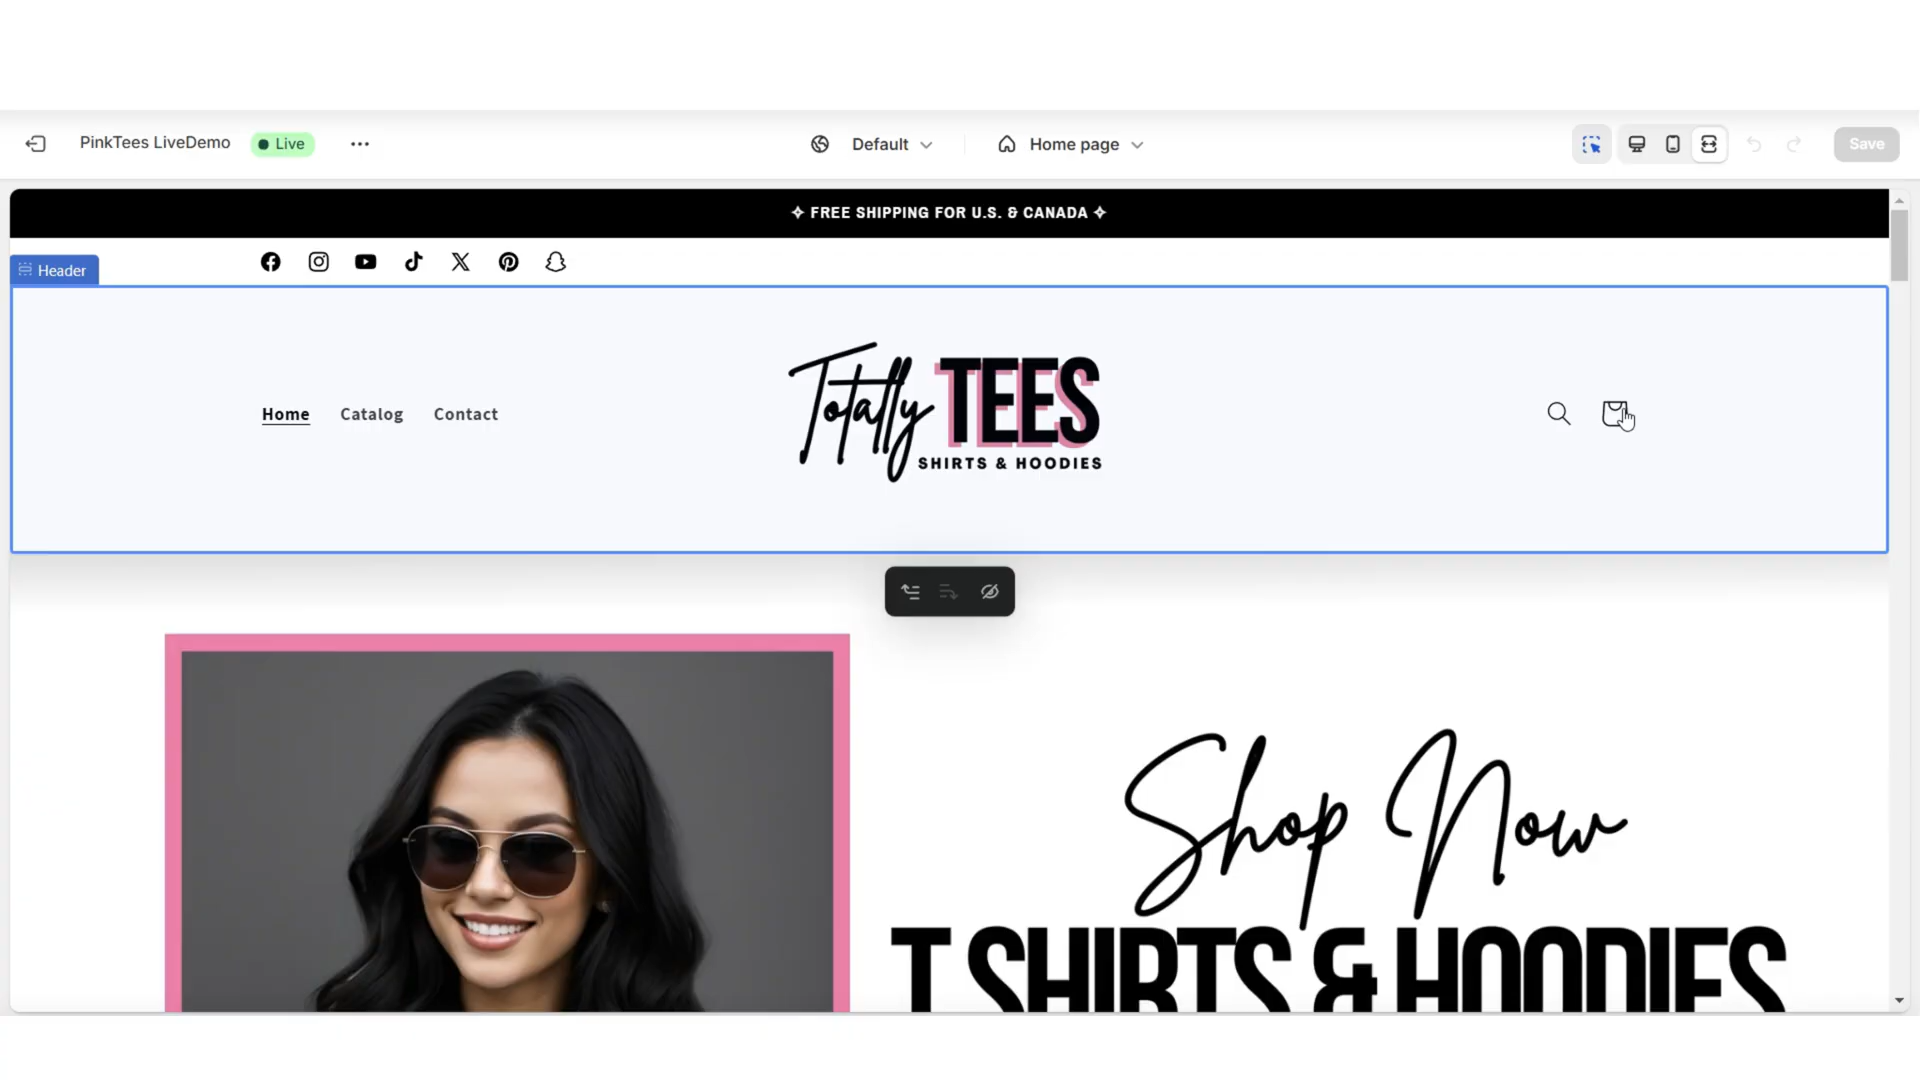 PinkTees LiveDemo
Live
Default
Home page
Save
✧ FREE SHIPPING FOR U.S. & CANADA ✧
Header
Home
Catalog
Contact
Totally TEES
SHIRTS & HOODIES
Shop Now
T SHIRTS & HOODIES